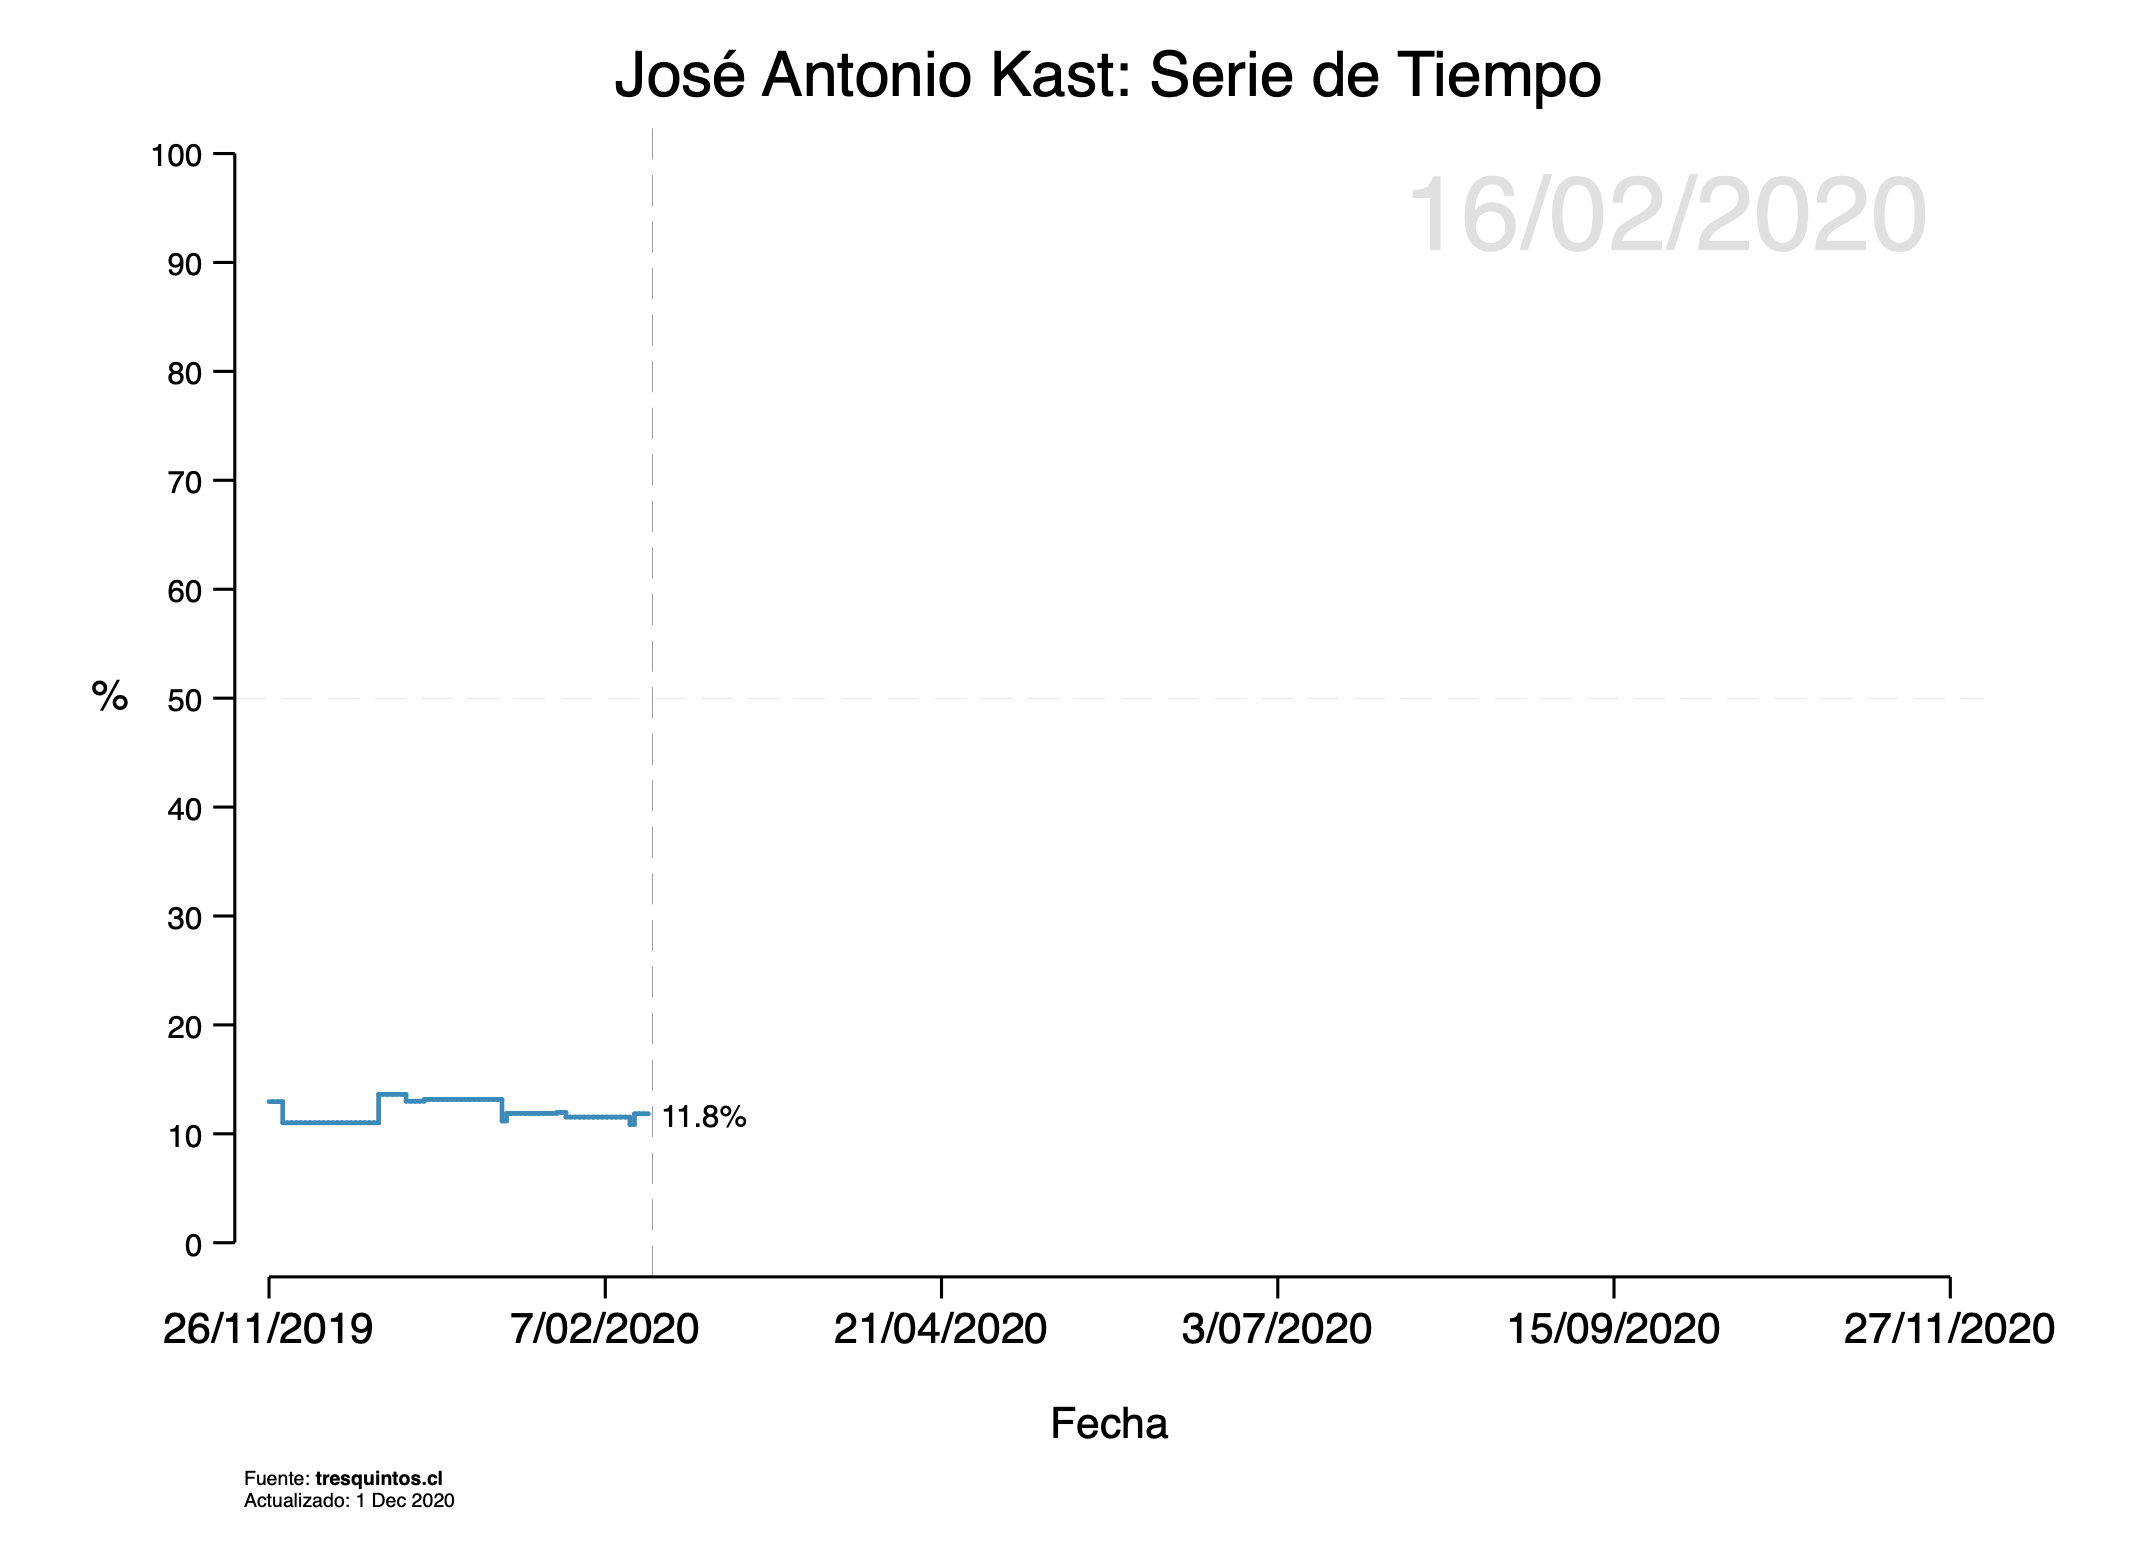 José Antonio Kast: Serie de Tiempo
16/02/2020
100
90
80
70
60
50
40
30
20
10
0
%
11.8%
26/11/2019 7/02/2020 21/04/2020 3/07/2020 15/09/2020 27/11/2020
Fecha
Fuente: tresquintos.cl
Actualizado: 1 Dec 2020